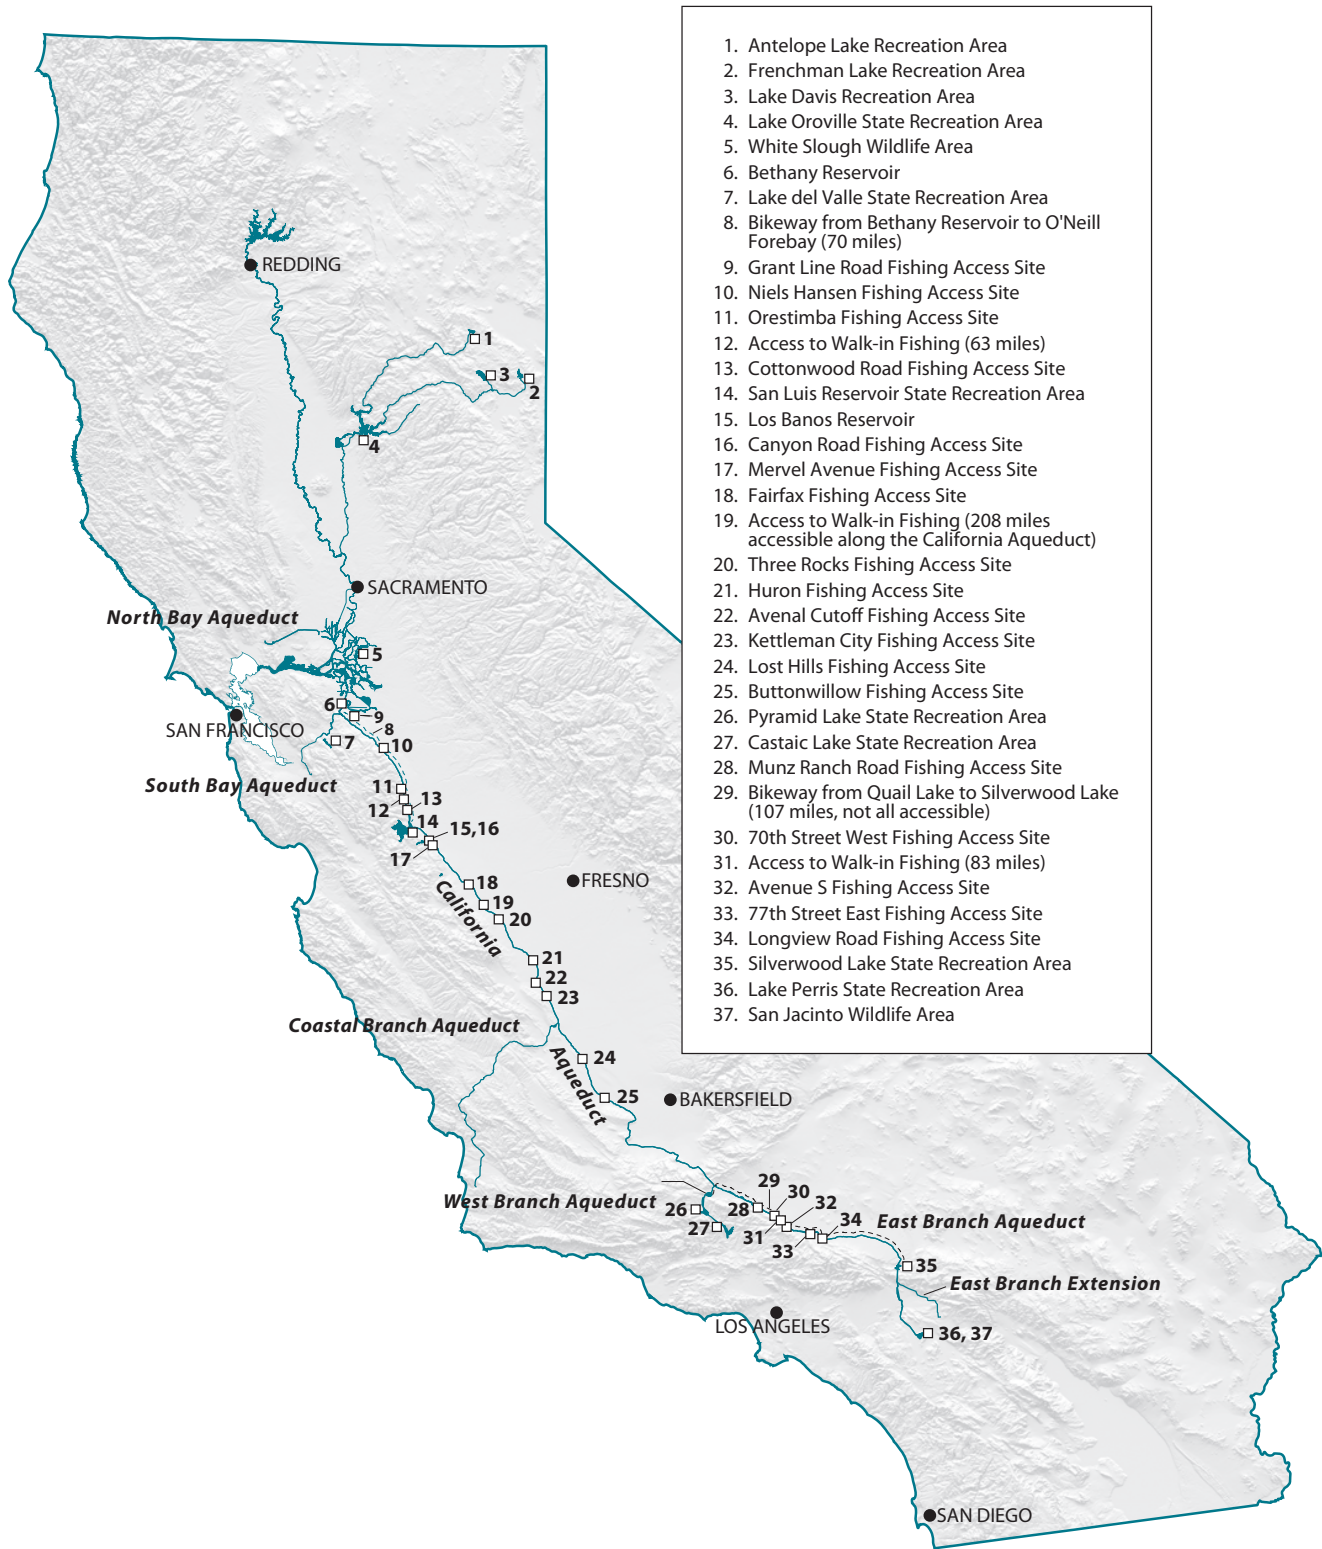 1. Antelope Lake Recreation Area
2. Frenchman Lake Recreation Area
3. Lake Davis Recreation Area
4. Lake Oroville State Recreation Area
5. White Slough Wildlife Area
6. Bethany Reservoir
7. Lake del Valle State Recreation Area
8. Bikeway from Bethany Reservoir to O'Neill
Forebay (70 miles)
9. Grant Line Road Fishing Access Site
10. Niels Hansen Fishing Access Site
11. Orestimba Fishing Access Site
12. Access to Walk-in Fishing (63 miles)
13. Cottonwood Road Fishing Access Site
14. San Luis Reservoir State Recreation Area
15. Los Banos Reservoir
16. Canyon Road Fishing Access Site
17. Mervel Avenue Fishing Access Site
18. Fairfax Fishing Access Site
19. Access to Walk-in Fishing (208 miles
accessible along the California Aqueduct)
20. Three Rocks Fishing Access Site
21. Huron Fishing Access Site
22. Avenal Cutoff Fishing Access Site
23. Kettleman City Fishing Access Site
24. Lost Hills Fishing Access Site
25. Buttonwillow Fishing Access Site
26. Pyramid Lake State Recreation Area
27. Castaic Lake State Recreation Area
28. Munz Ranch Road Fishing Access Site
29. Bikeway from Quail Lake to Silverwood Lake
(107 miles, not all accessible)
30. 70th Street West Fishing Access Site
31. Access to Walk-in Fishing (83 miles)
32. Avenue S Fishing Access Site
33. 77th Street East Fishing Access Site
34. Longview Road Fishing Access Site
35. Silverwood Lake State Recreation Area
36. Lake Perris State Recreation Area
37. San Jacinto Wildlife Area
REDDING
1
3
2
4
SACRAMENTO
North Bay Aqueduct
5
6
9
SAN FRANCISCO
8
7
10
South Bay Aqueduct
11
12
13
14
15,16
17
FRESNO
18
California
19
20
21
22
23
Coastal Branch Aqueduct
24
Aqueduct
25
BAKERSFIELD
29
30
West Branch Aqueduct
26
28
32
27
31
34
East Branch Aqueduct
33
35
East Branch Extension
LOS ANGELES
36, 37
SAN DIEGO